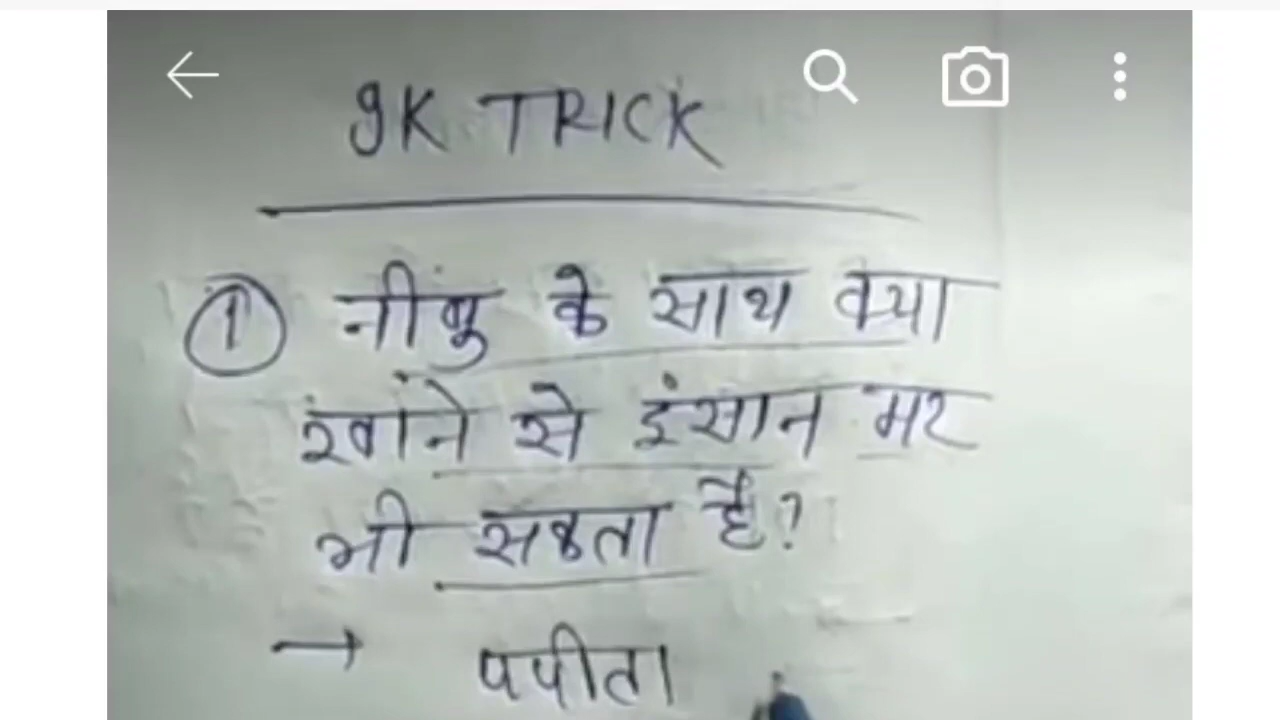 GK TRICK
① नींबु के साथ क्या
खाने से इंसान मर
भी सकता है?
→ पपीता